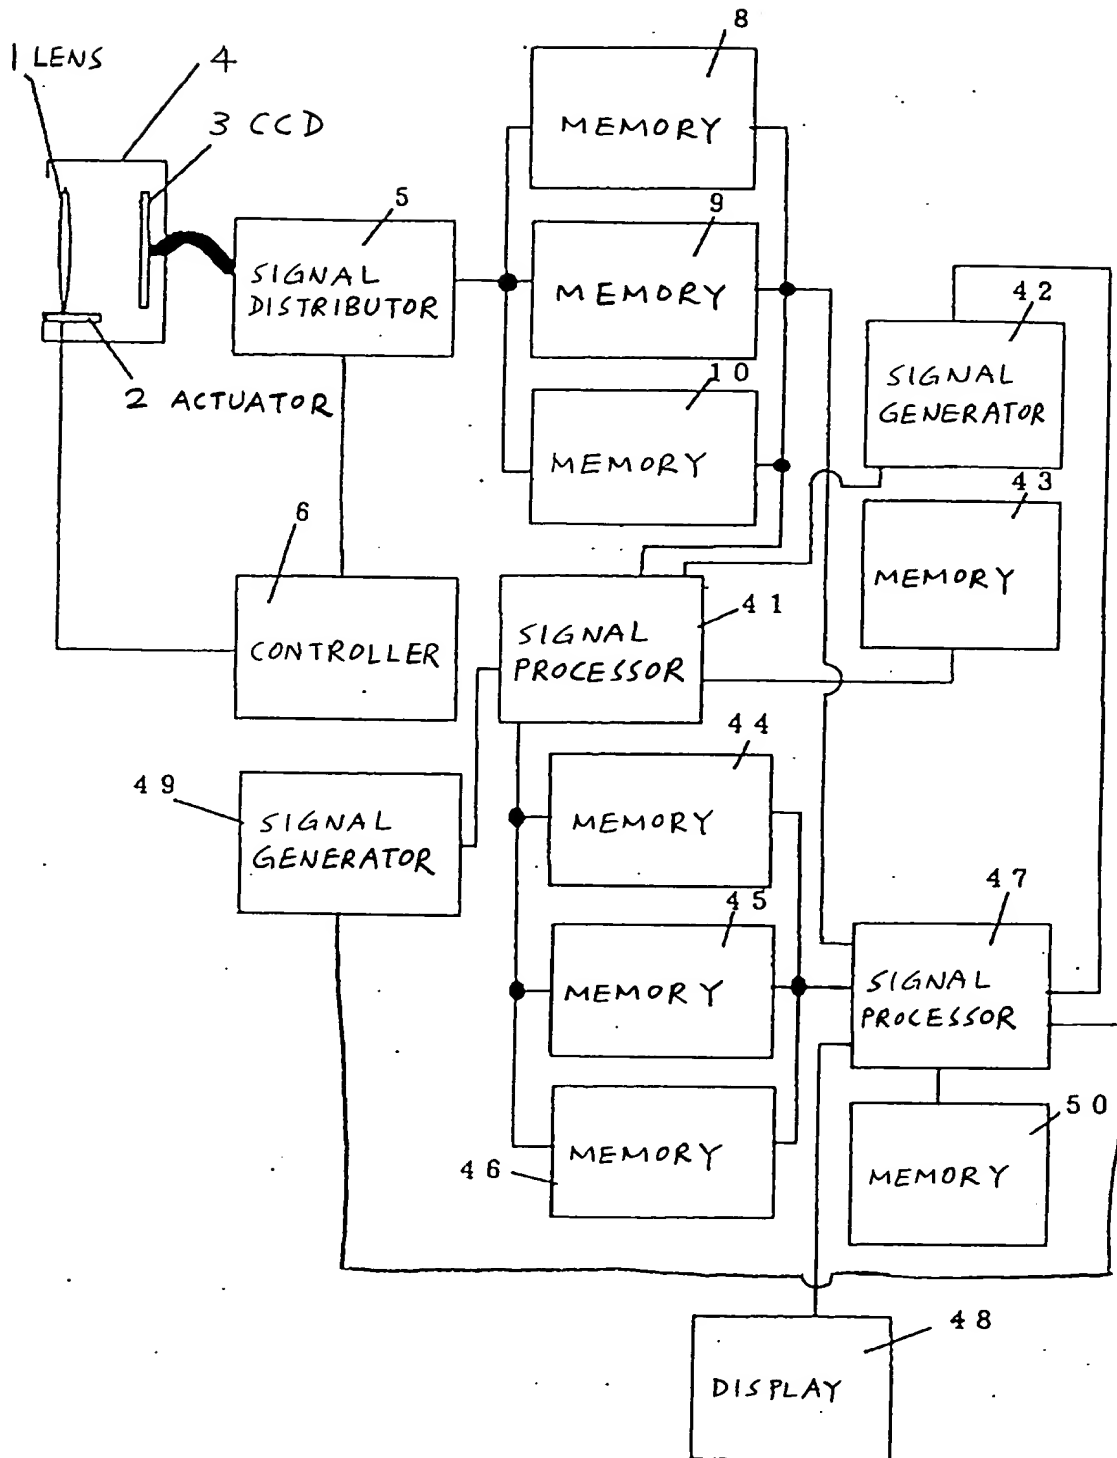 1 LENS
4
3 CCD
2 ACTUATOR
5
SIGNAL
DISTRIBUTOR
8
MEMORY
9
MEMORY
10
MEMORY
42
SIGNAL
GENERATOR
43
MEMORY
6
CONTROLLER
41
SIGNAL
PROCESSOR
49
SIGNAL
GENERATOR
44
MEMORY
45
MEMORY
46
MEMORY
47
SIGNAL
PROCESSOR
50
MEMORY
48
DISPLAY